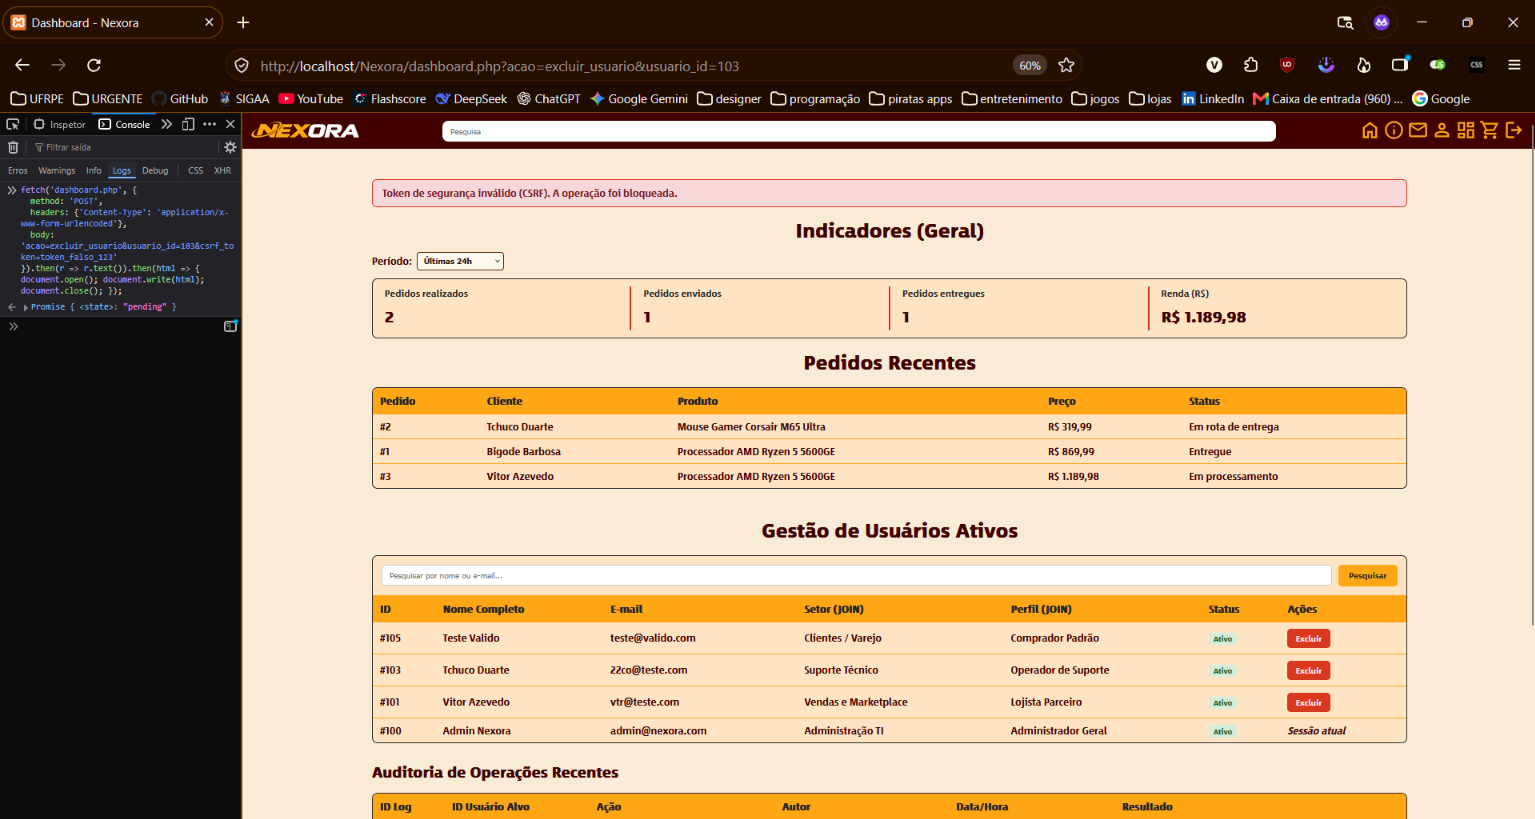 Dashboard - Nexora
http://localhost/Nexora/dashboard.php?acao=excluir_usuario&usuario_id=103
60%
UFRPE URGENTE GitHub SIGAA YouTube Flashscore DeepSeek ChatGPT Google Gemini designer programação piratas apps entretenimento jogos lojas LinkedIn Caixa de entrada (960) ... Google
Inspetor Console
Filtrar saída
Erros Warnings Info Logs Debug CSS XHR
fetch('dashboard.php', {
method: 'POST',
headers: {'Content-Type': 'application/x-
www-form-urlencoded'},
body:
'acao=excluir_usuario&usuario_id=103&csrf_to
ken=token_falso_123'
}).then(r => r.text()).then(html => {
document.open(); document.write(html);
document.close(); });
Promise { <state>: "pending" }
NEXORA
Pesquisa
Token de segurança inválido (CSRF). A operação foi bloqueada.
Indicadores (Geral)
Período: Últimas 24h
Pedidos realizados Pedidos enviados Pedidos entregues Renda (R$)
2 1 1 R$ 1.189,98
Pedidos Recentes
Pedido Cliente Produto Preço Status
#2 Tchuco Duarte Mouse Gamer Corsair M65 Ultra R$ 319,99 Em rota de entrega
#1 Bigode Barbosa Processador AMD Ryzen 5 5600GE R$ 869,99 Entregue
#3 Vitor Azevedo Processador AMD Ryzen 5 5600GE R$ 1.189,98 Em processamento
Gestão de Usuários Ativos
Pesquisar por nome ou e-mail... Pesquisar
ID Nome Completo E-mail Setor (JOIN) Perfil (JOIN) Status Ações
#105 Teste Valido teste@valido.com Clientes / Varejo Comprador Padrão Ativo Excluir
#103 Tchuco Duarte 22co@teste.com Suporte Técnico Operador de Suporte Ativo Excluir
#101 Vitor Azevedo vtr@teste.com Vendas e Marketplace Lojista Parceiro Ativo Excluir
#100 Admin Nexora admin@nexora.com Administração TI Administrador Geral Ativo Sessão atual
Auditoria de Operações Recentes
ID Log ID Usuário Alvo Ação Autor Data/Hora Resultado